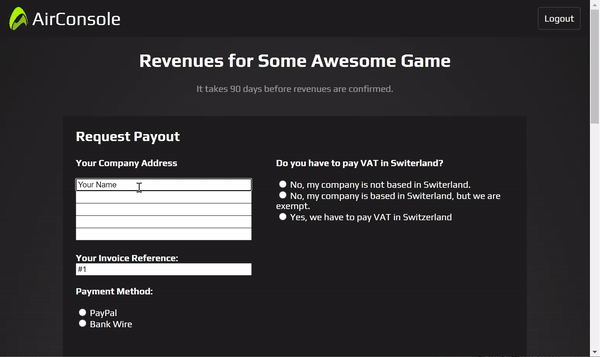 AirConsole
Logout
Revenues for Some Awesome Game
It takes 90 days before revenues are confirmed.
Request Payout
Your Company Address
Your Name
Your Invoice Reference:
#1
Payment Method:
PayPal
Bank Wire
Do you have to pay VAT in Switerland?
No, my company is not based in Switerland.
No, my company is based in Switerland, but we are
exempt.
Yes, we have to pay VAT in Switzerland